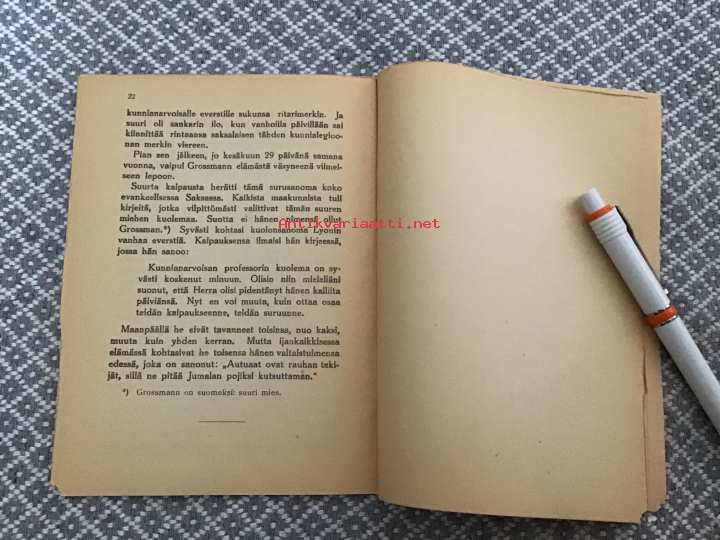 22
kunnianarvoisalle everstille sukunsa ritarimerkin. Ja
suuri oli sankarin ilo, kun vanhoilla päivillään sai
kiinnittää rintaansa saksalaisen tähden kunnialegioo-
nan merkin viereen.
Pian sen jälkeen, jo kesäkuun 29 päivänä samana
vuonna, vaipui Grossmann elämästä väsyneenä viimei-
seen lepoon.
Suurta kaipausta herätti tämä surusanoma koko
evankeelisessa Saksassa. Kaikista maakunnista tuli
kirjeitä, jotka vilpittömästi valittivat tämän suuren
miehen kuolemaa. Suotta ei hänen nimensä ollut
Grossman.*) Syvästi kohtasi kuolonsanoma Lyonin
vanhaa everstiä. Kaipauksensa ilmaisi hän kirjeessä,
jossa hän sanoo:
Kunnianarvoisan professorin kuolema on sy-
västi koskenut minuun. Olisin niin mielelläni
suonut, että Herra olisi pidentänyt hänen kalliita
päiviänsä. Nyt en voi muuta, kuin ottaa osaa
teidän kaipaukseenne, teidän suruunne.
Maanpäällä he eivät tavanneet toisinsa, nuo kaksi,
muuta kuin yhden kerran. Mutta ijankaikkisessa
elämässä kohtasivat he toisensa hänen valtaistuimensa
edessä, joka on sanonut: „Autuaat ovat rauhan teki-
jät, sillä ne pitää Jumalan pojiksi kutsuttaman.“
*) Grossmann on suomeksi: suuri mies.
Antikvariaatti.net